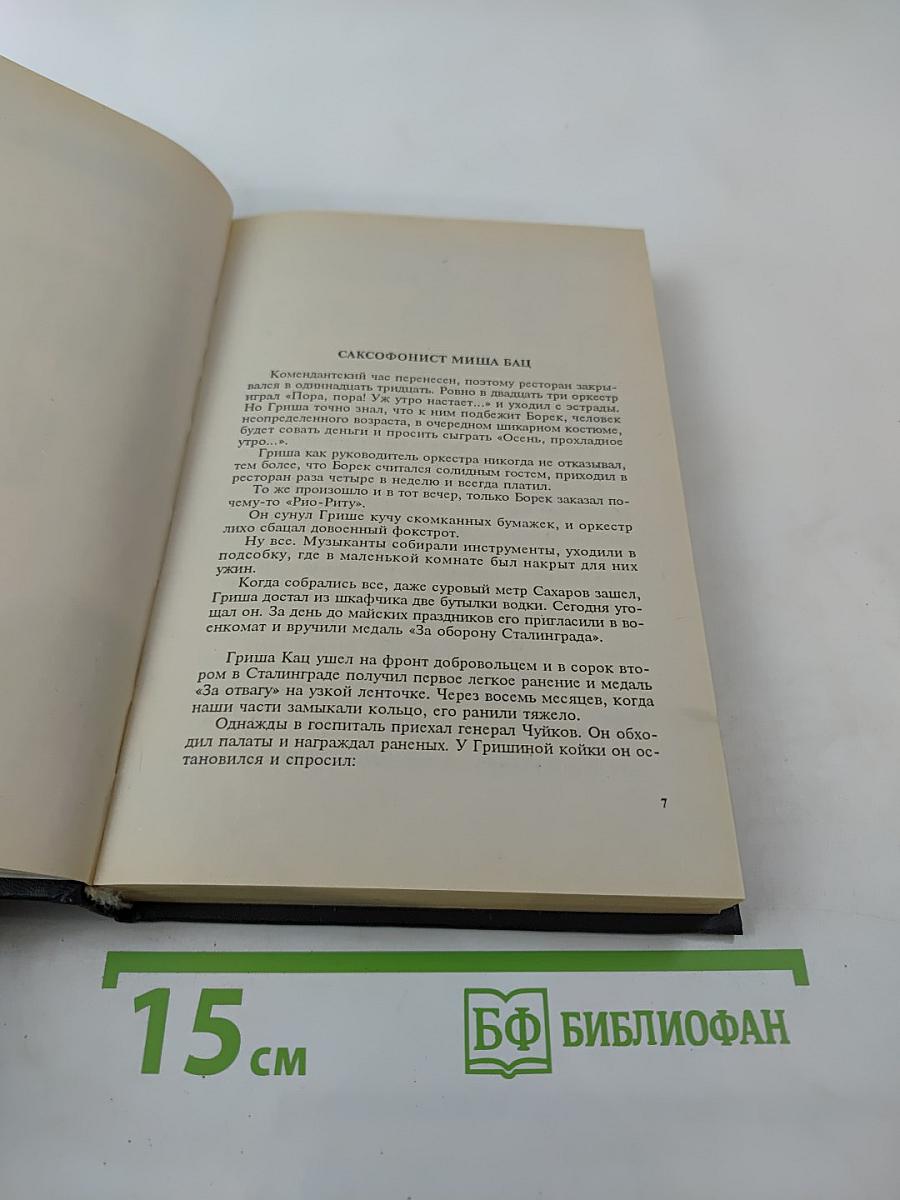 САКСОФОНИСТ МИША БАЦ
Комендантский час перенесен, поэтому ресторан закры-
вался в одиннадцать тридцать. Ровно в двадцать три оркестр
играл «Пора, пора! Уж утро настает...» и уходил с эстрады.
Но Гриша точно знал, что к ним подбежит Борек, человек
неопределенного возраста, в очередном шикарном костюме,
будет совать деньги и просить сыграть «Осень, прохладное
утро...».
Гриша как руководитель оркестра никогда не отказывал,
тем более, что Борек считался солидным гостем, приходил в
ресторан раза четыре в неделю и всегда платил.
То же произошло и в тот вечер, только Борек заказал по-
чему-то «Рио-Риту».
Он сунул Грише кучу скомканных бумажек, и оркестр
лихо сбацал довоенный фокстрот.
Ну все. Музыканты собирали инструменты, уходили в
подсобку, где в маленькой комнате был накрыт для них
ужин.
Когда собрались все, даже суровый метр Сахаров зашел,
Гриша достал из шкафчика две бутылки водки. Сегодня уго-
щал он. За день до майских праздников его пригласили в во-
енкомат и вручили медаль «За оборону Сталинграда».
Гриша Кац ушел на фронт добровольцем и в сорок вто-
ром в Сталинграде получил первое легкое ранение и медаль
«За отвагу» на узкой ленточке. Через восемь месяцев, когда
наши части замыкали кольцо, его ранили тяжело.
Однажды в госпиталь приехал генерал Чуйков. Он обхо-
дил палаты и награждал раненых. У Гришиной койки он ос-
тановился и спросил:
7
15 см
БФ БИБЛИОФАН